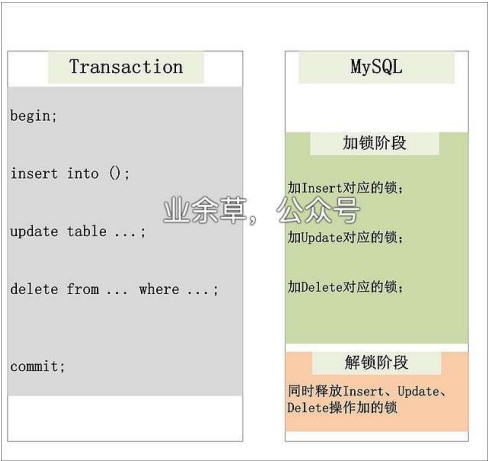 Transaction
begin;
insert into ();
update table ...;
delete from ... where ...;
commit;
MySQL
加锁阶段
加Insert对应的锁;
加Update对应的锁;
加Delete对应的锁;
解锁阶段
同时释放Insert、Update、
Delete操作加的锁
业余草，公众号